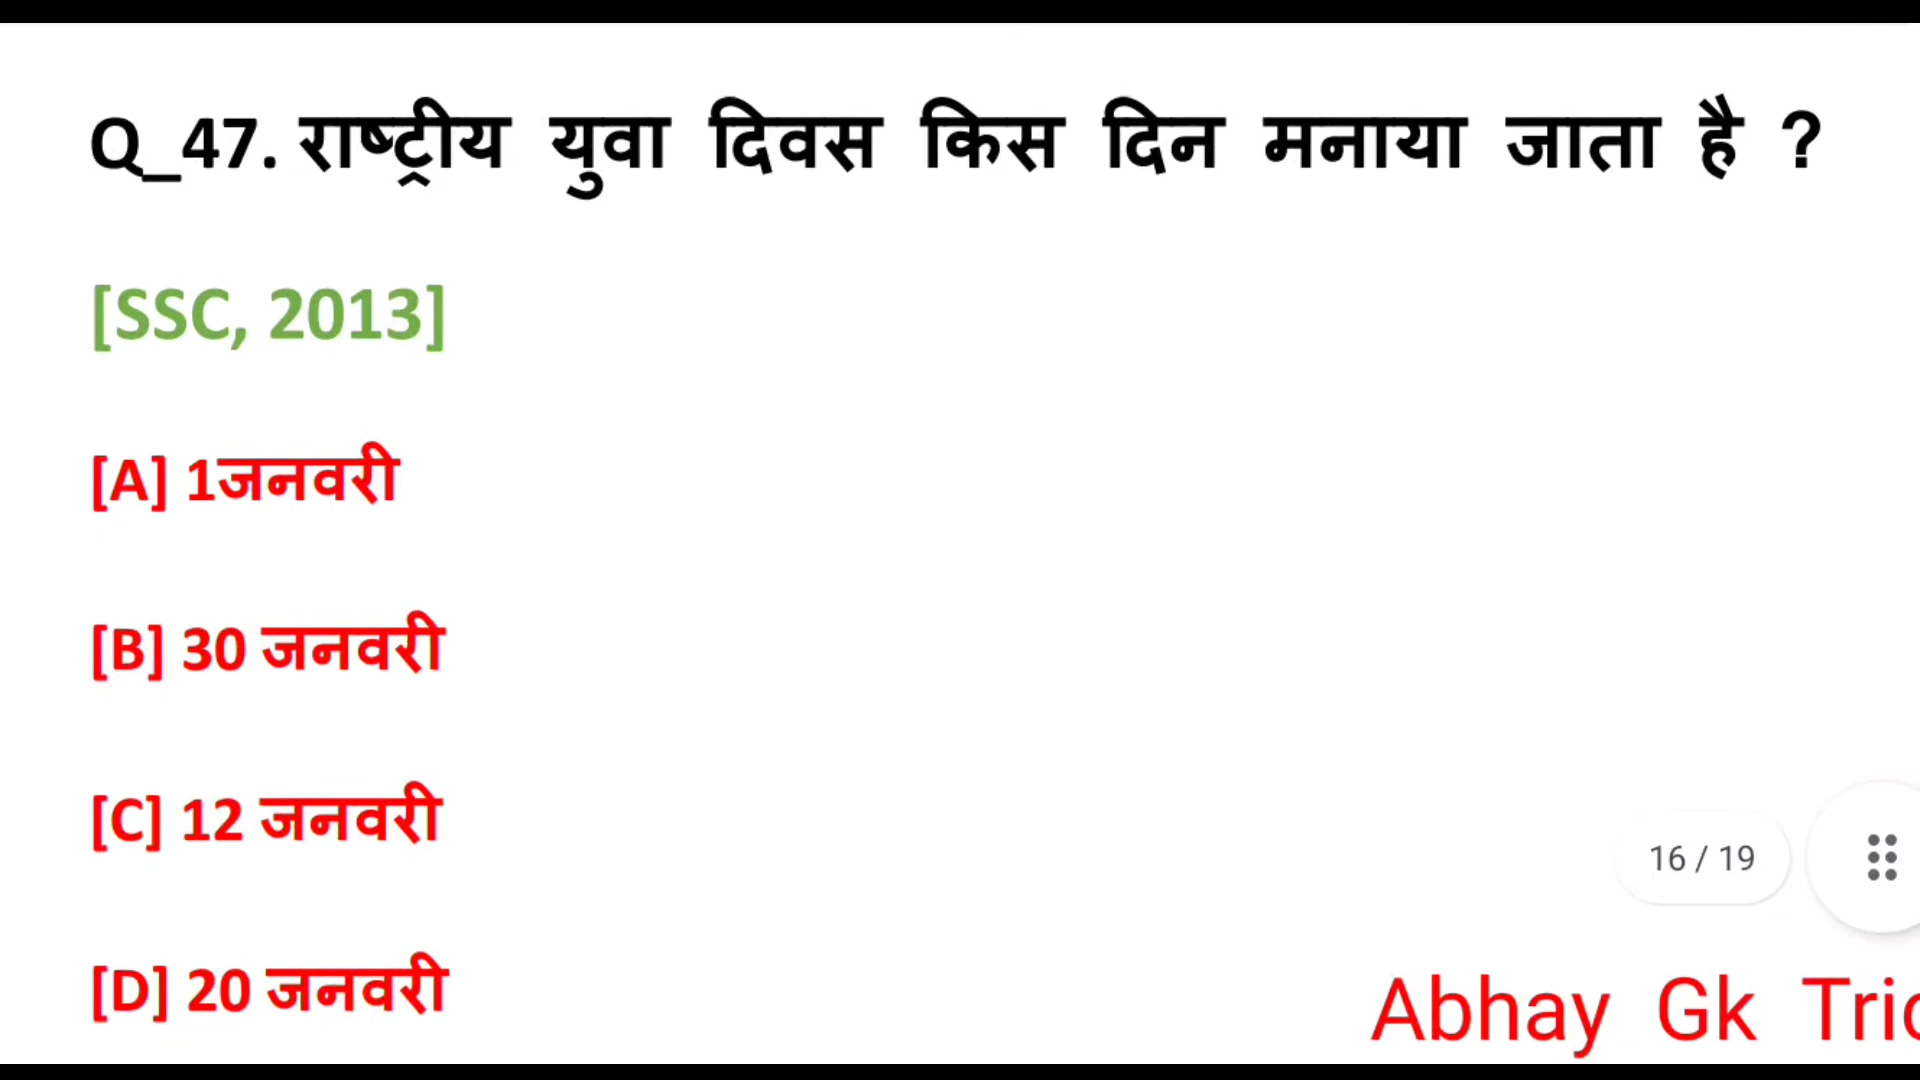 Q_47. राष्ट्रीय युवा दिवस किस दिन मनाया जाता है ?
[SSC, 2013]
[A] 1जनवरी
[B] 30 जनवरी
[C] 12 जनवरी
16 / 19
[D] 20 जनवरी
Abhay Gk